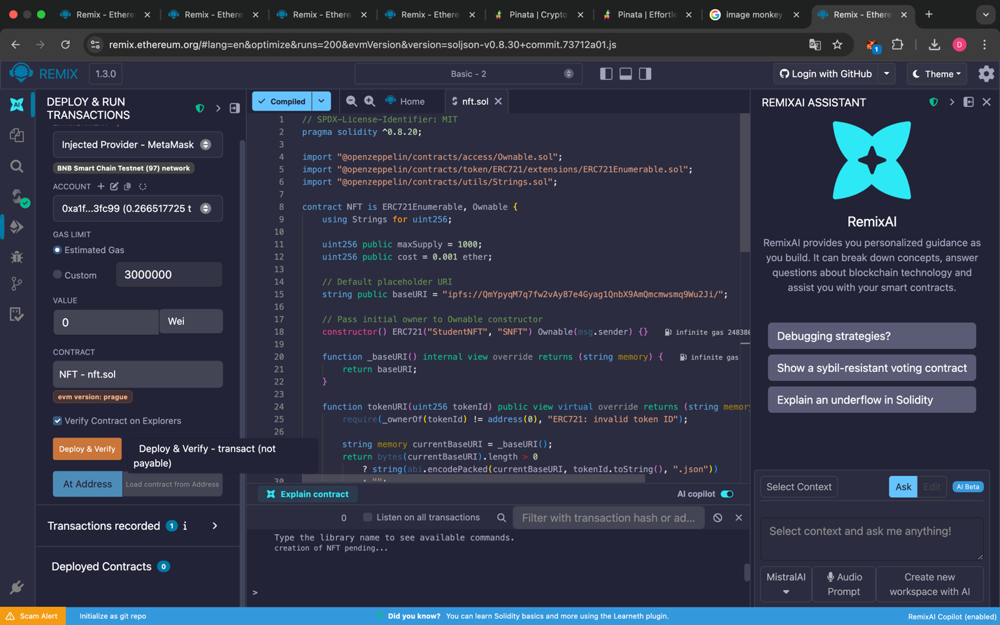 Remix - Ethere
Remix - Ethere
Remix - Ethere
Remix - Ethere
Pinata | Crypto
Pinata | Effortle
image monkey
Remix - Ethere
remix.ethereum.org/#lang=en&optimize&runs=200&evmVersion&version=soljson-v0.8.30+commit.73712a01.js
1
D
REMIX
1.3.0
Basic - 2
Login with GitHub
Theme
AI
DEPLOY & RUN
TRANSACTIONS
Injected Provider - MetaMask
BNB Smart Chain Testnet (97) network
ACCOUNT
0xa1f...3fc99 (0.266517725 t
GAS LIMIT
Estimated Gas
Custom
3000000
VALUE
0
Wei
CONTRACT
NFT - nft.sol
evm version: prague
Verify Contract on Explorers
Deploy & Verify
Deploy & Verify - transact (not
payable)
At Address
Load contract from Address
Transactions recorded 1 i
Deployed Contracts 0
Compiled
Home
nft.sol
1 // SPDX-License-Identifier: MIT
2 pragma solidity ^0.8.20;
3
4 import "@openzeppelin/contracts/access/Ownable.sol";
5 import "@openzeppelin/contracts/token/ERC721/extensions/ERC721Enumerable.sol";
6 import "@openzeppelin/contracts/utils/Strings.sol";
7
8 contract NFT is ERC721Enumerable, Ownable {
9 using Strings for uint256;
10
11 uint256 public maxSupply = 1000;
12 uint256 public cost = 0.001 ether;
13
14 // Default placeholder URI
15 string public baseURI = "ipfs://QmYpyqM7q7fw2vAy87e4Gyag1QnbX9AmQmcmwsmq9Wu2Ji/";
16
17 // Pass initial owner to Ownable constructor
18 constructor() ERC721("StudentNFT", "SNFT") Ownable(msg.sender) {} infinite gas 248380
19
20 function _baseURI() internal view override returns (string memory) { infinite gas
21 return baseURI;
22 }
23
24 function tokenURI(uint256 tokenId) public view virtual override returns (string memory
25 require(_ownerOf(tokenId) != address(0), "ERC721: invalid token ID");
26
27 string memory currentBaseURI = _baseURI();
28 return bytes(currentBaseURI).length > 0
29 ? string(abi.encodePacked(currentBaseURI, tokenId.toString(), ".json"))
30 : "";
Explain contract
AI copilot
0
Listen on all transactions
Filter with transaction hash or ad...
Type the library name to see available commands.
creation of NFT pending...
>
REMIXAI ASSISTANT
RemixAI
RemixAI provides you personalized guidance as
you build. It can break down concepts, answer
questions about blockchain technology and
assist you with your smart contracts.
Debugging strategies?
Show a sybil-resistant voting contract
Explain an underflow in Solidity
Select Context
Ask
Edit
AI Beta
Select context and ask me anything!
MistralAI
Audio
Prompt
Create new
workspace with AI
Scam Alert
Initialize as git repo
Did you know? You can learn Solidity basics and more using the Learneth plugin.
RemixAI Copilot (enabled)